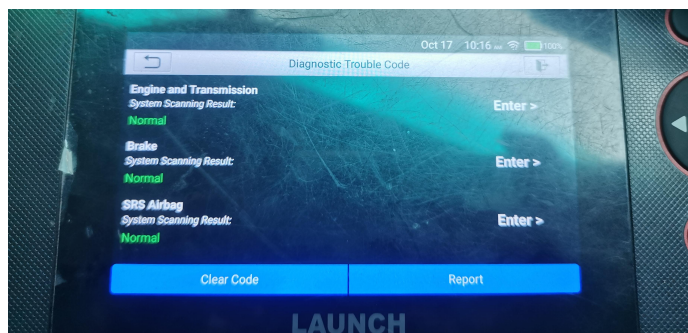 Oct 17 10:16 100%
Diagnostic Trouble Code
Engine and Transmission
System Scanning Result:
Enter >
Normal
Brake
System Scanning Result:
Enter >
Normal
SRS Airbag
System Scanning Result:
Enter >
Normal
Clear Code Report
LAUNCH